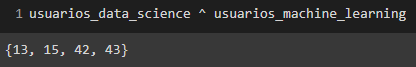 1 usuarios_data_science ^ usuarios_machine_learning
{13, 15, 42, 43}